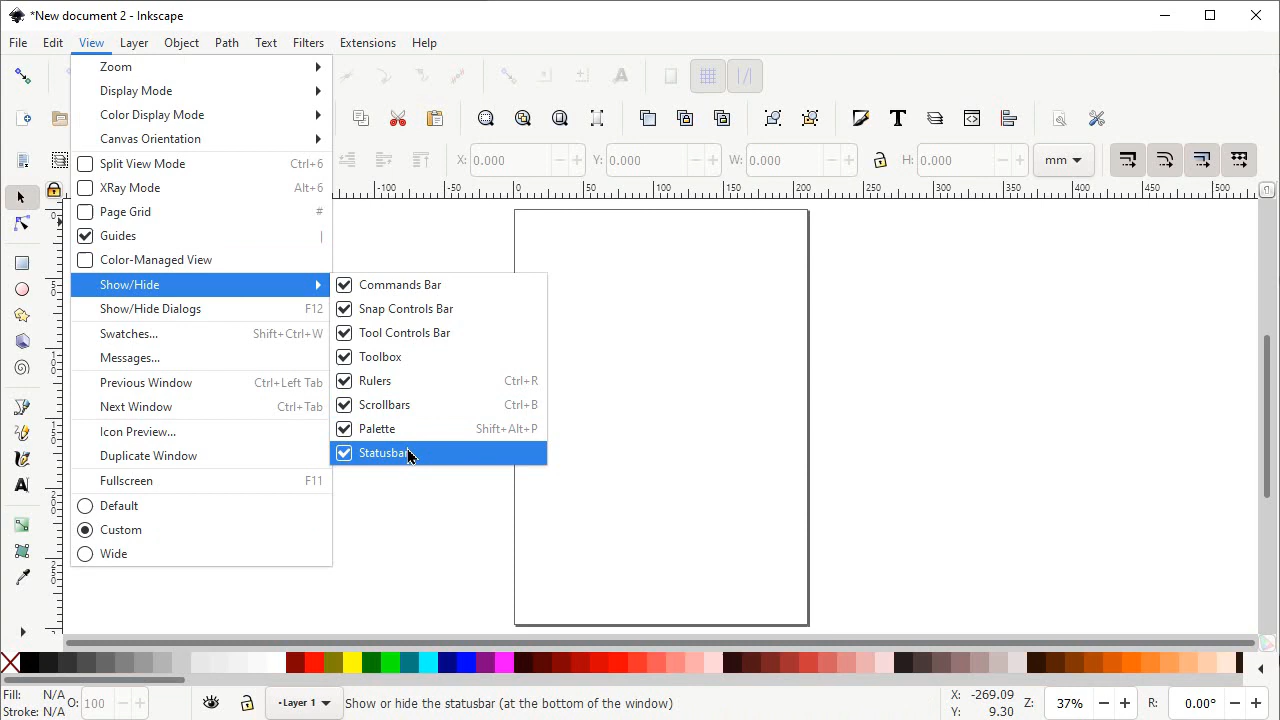 *New document 2 - Inkscape
File Edit View Layer Object Path Text Filters Extensions Help
Zoom
Display Mode
Color Display Mode
Canvas Orientation
Split View Mode Ctrl+6
XRay Mode Alt+6
Page Grid #
Guides |
Color-Managed View
Show/Hide
Show/Hide Dialogs F12
Swatches... Shift+Ctrl+W
Messages...
Previous Window Ctrl+Left Tab
Next Window Ctrl+Tab
Icon Preview...
Duplicate Window
Fullscreen F11
Default
Custom
Wide
Commands Bar
Snap Controls Bar
Tool Controls Bar
Toolbox
Rulers Ctrl+R
Scrollbars Ctrl+B
Palette Shift+Alt+P
Statusbar
X: 0.000 Y: 0.000 W: 0.000 H: 0.000 mm
-100 -50 0 50 100 150 200 250 300 350 400 450 500
0
50
100
150
200
250
Fill: N/A
Stroke: N/A
O: 100
Layer 1
Show or hide the statusbar (at the bottom of the window)
X: -269.09
Y: 9.30
Z: 37%
R: 0.00°